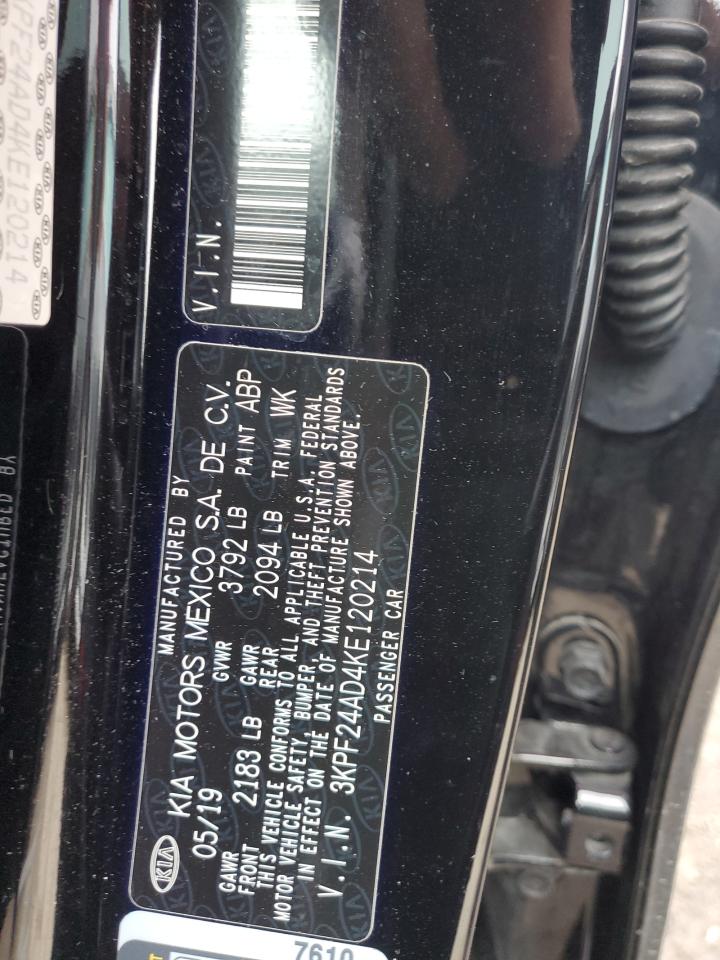 KIA
MANUFACTURED BY
KIA MOTORS MEXICO S.A. DE C.V.
05/19 GVWR 3792 LB PAINT ABP
GAWR FRONT 2183 LB GAWR REAR 2094 LB TRIM WK
THIS VEHICLE CONFORMS TO ALL APPLICABLE U.S.A. FEDERAL
MOTOR VEHICLE SAFETY, BUMPER, AND THEFT PREVENTION STANDARDS
IN EFFECT ON THE DATE OF MANUFACTURE SHOWN ABOVE.
V.I.N. 3KPF24AD4KE120214
PASSENGER CAR
V.I.N.
PF24AD4KE120214
7610